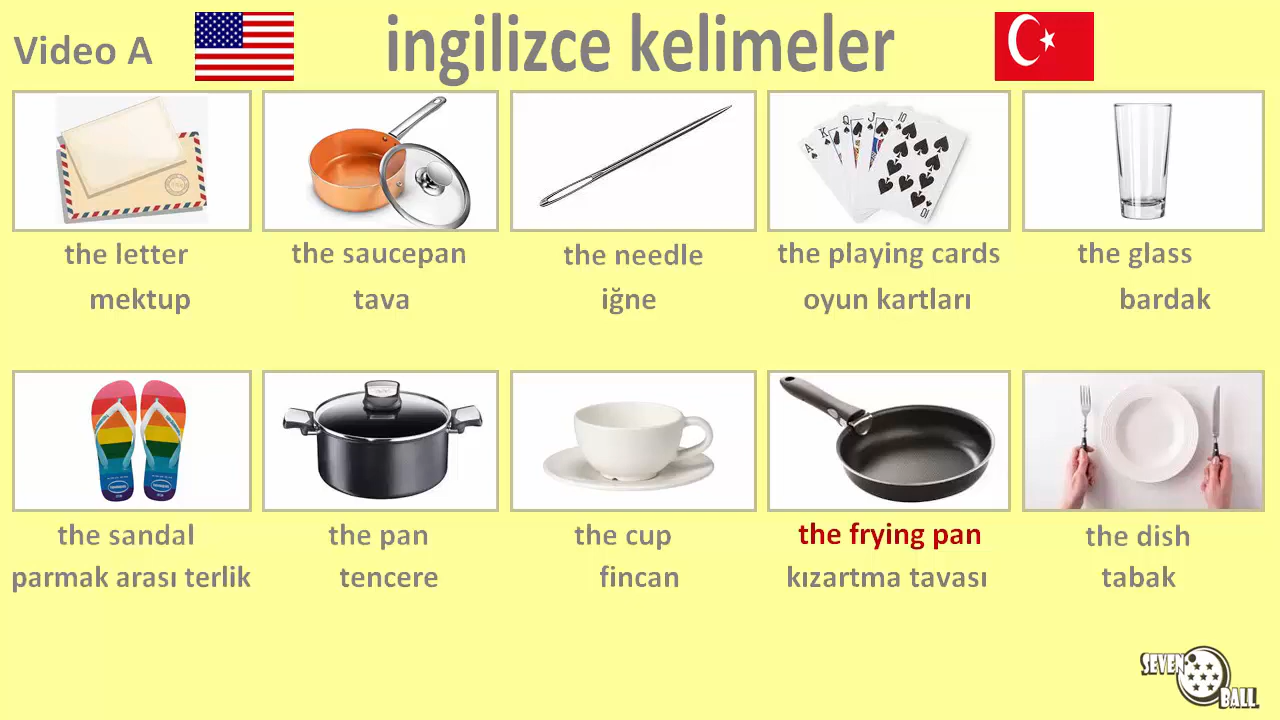 Video A
ingilizce kelimeler
the letter
mektup
the saucepan
tava
the needle
iğne
the playing cards
oyun kartları
the glass
bardak
the sandal
parmak arası terlik
the pan
tencere
the cup
fincan
the frying pan
kızartma tavası
the dish
tabak
SEVEN
BALL